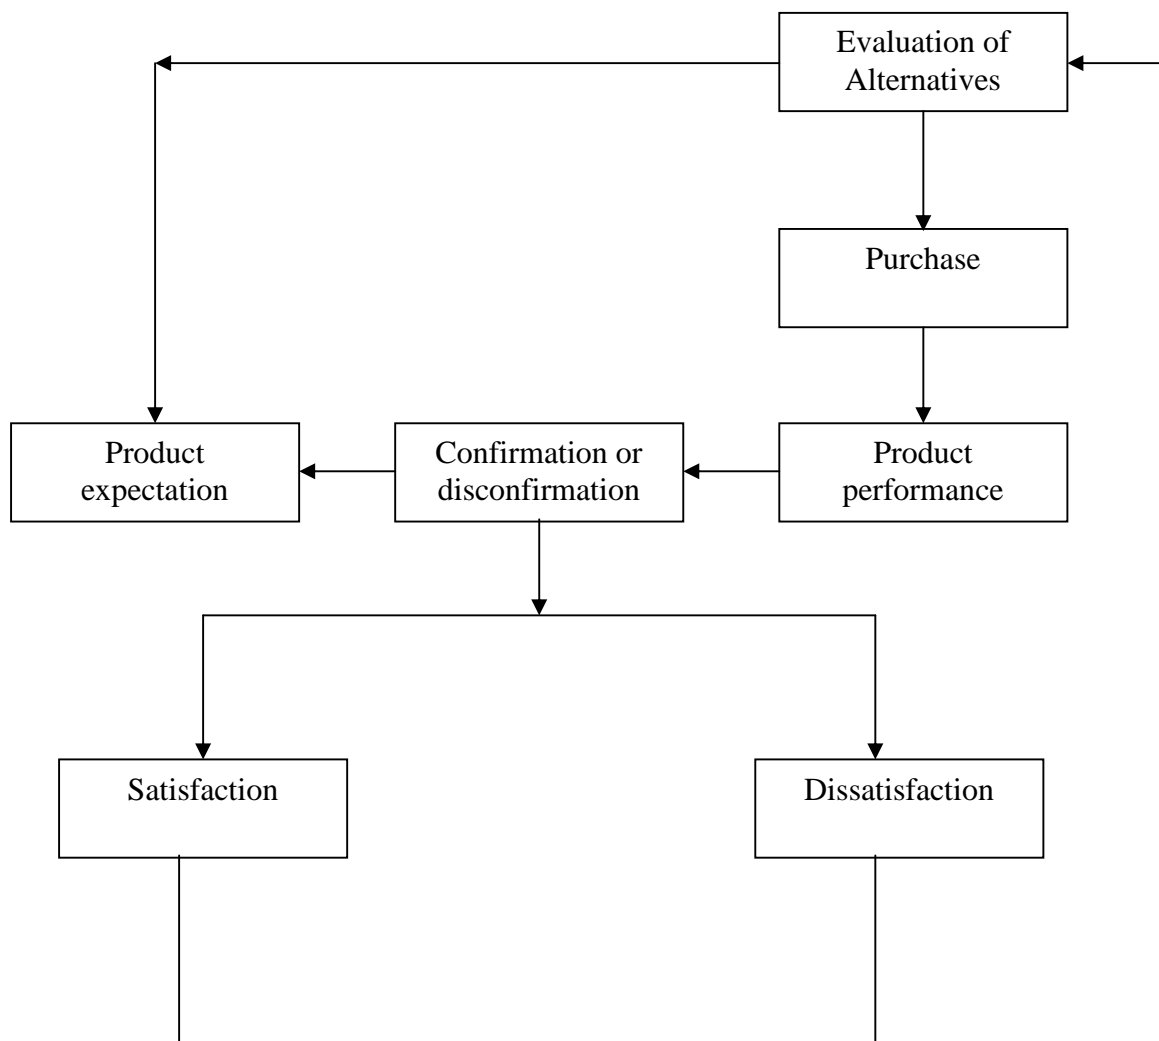 Evaluation of
Alternatives
Purchase
Product
expectation
Confirmation or
disconfirmation
Product
performance
Satisfaction
Dissatisfaction